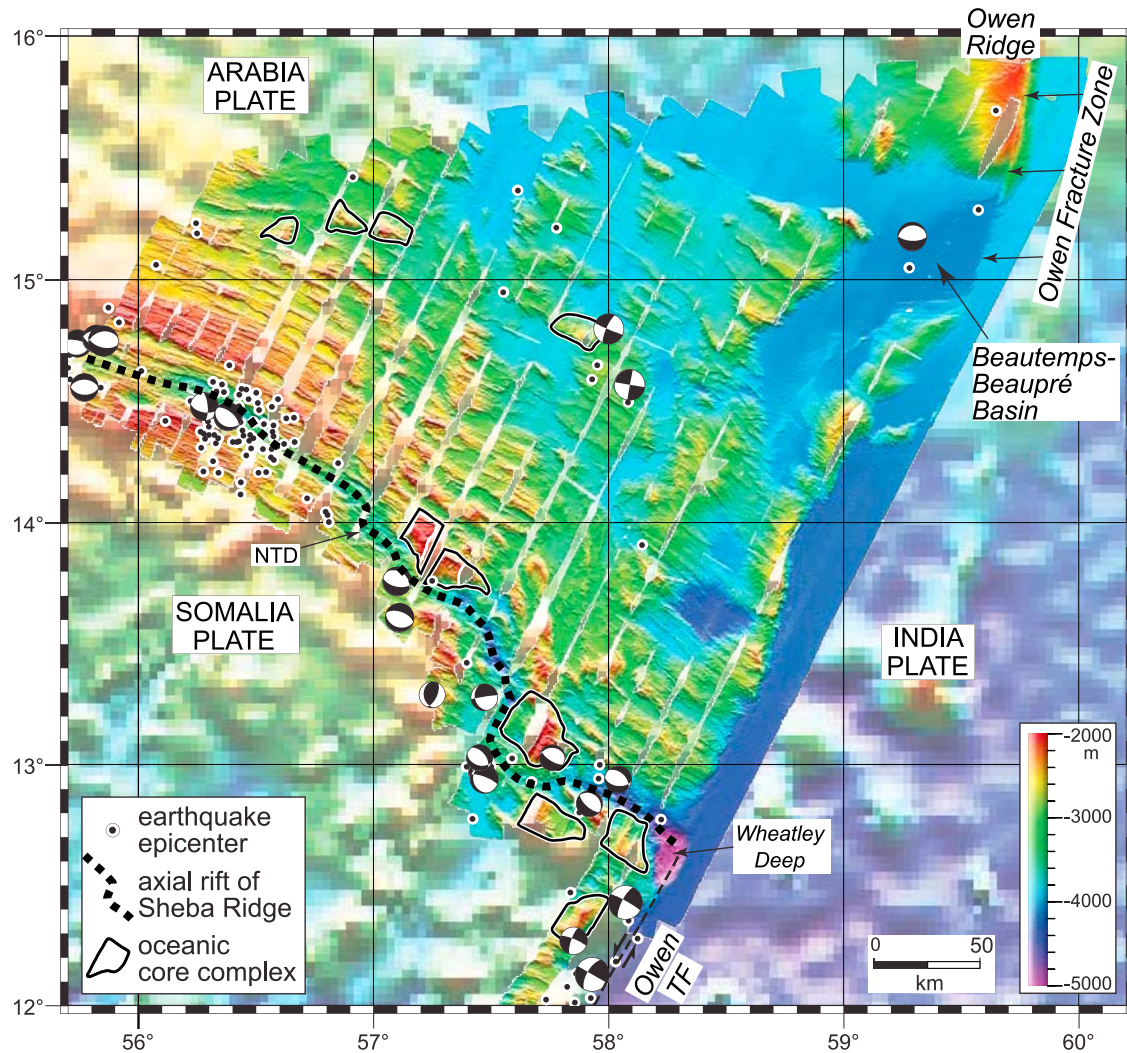 Owen
Ridge
16°
ARABIA
PLATE
Owen Fracture Zone
15°
Beautemps-
Beaupré
Basin
14°
NTD
SOMALIA
PLATE
INDIA
PLATE
13°
-2000
m
-3000
-4000
-5000
earthquake
epicenter
axial rift of
Sheba Ridge
oceanic
core complex
Wheatley
Deep
Owen
TF
0 50
km
12°
56° 57° 58° 59° 60°